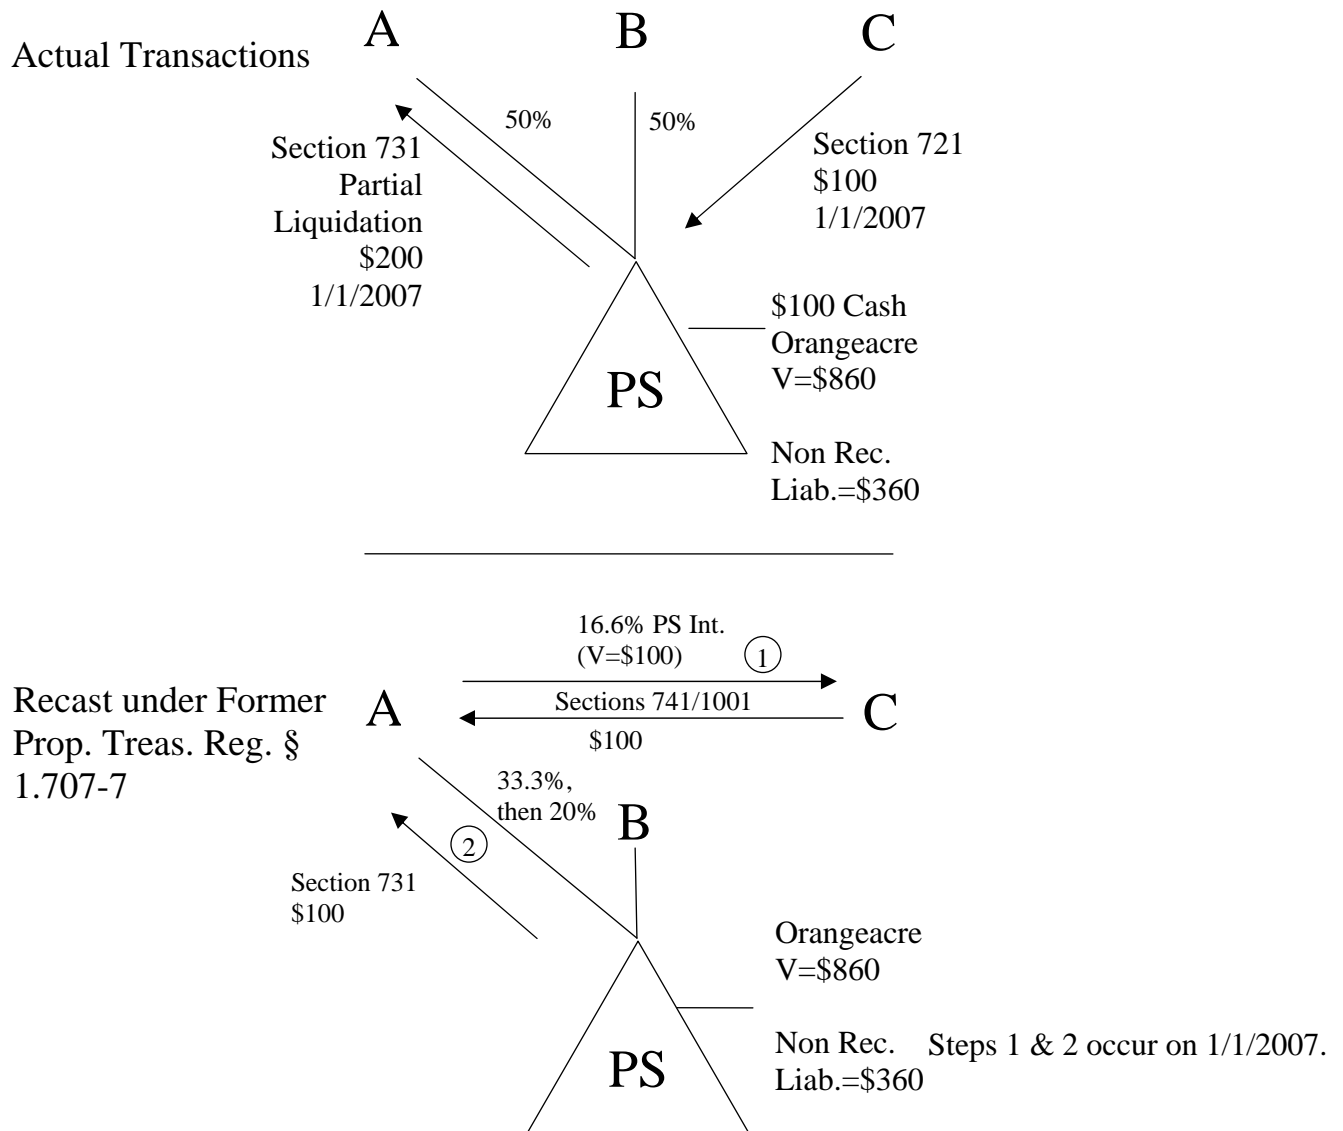 A
B
C
Actual Transactions
50%
50%
Section 731
Partial
Liquidation
$200
1/1/2007
Section 721
$100
1/1/2007
$100 Cash
Orangeacre
V=$860
PS
Non Rec.
Liab.=$360
16.6% PS Int.
(V=$100)
1
Recast under Former
Prop. Treas. Reg. §
1.707-7
A
Sections 741/1001
$100
C
33.3%,
then 20%
B
2
Section 731
$100
Orangeacre
V=$860
PS
Non Rec.
Liab.=$360
Steps 1 & 2 occur on 1/1/2007.